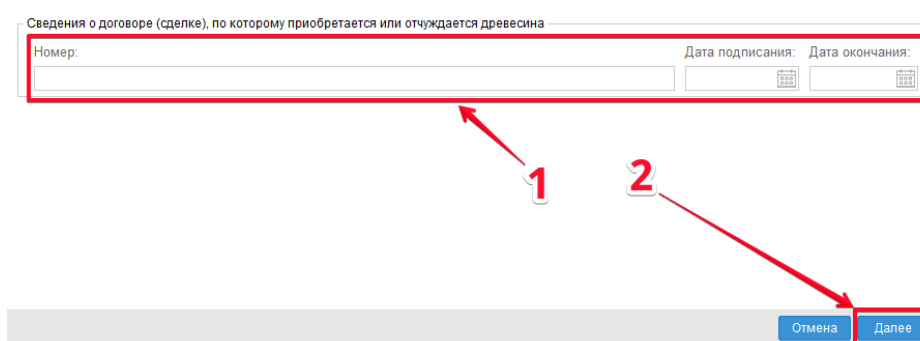 Сведения о договоре (сделке), по которому приобретается или отчуждается древесина
Номер: Дата подписания: Дата окончания:
1
2
Отмена Далее